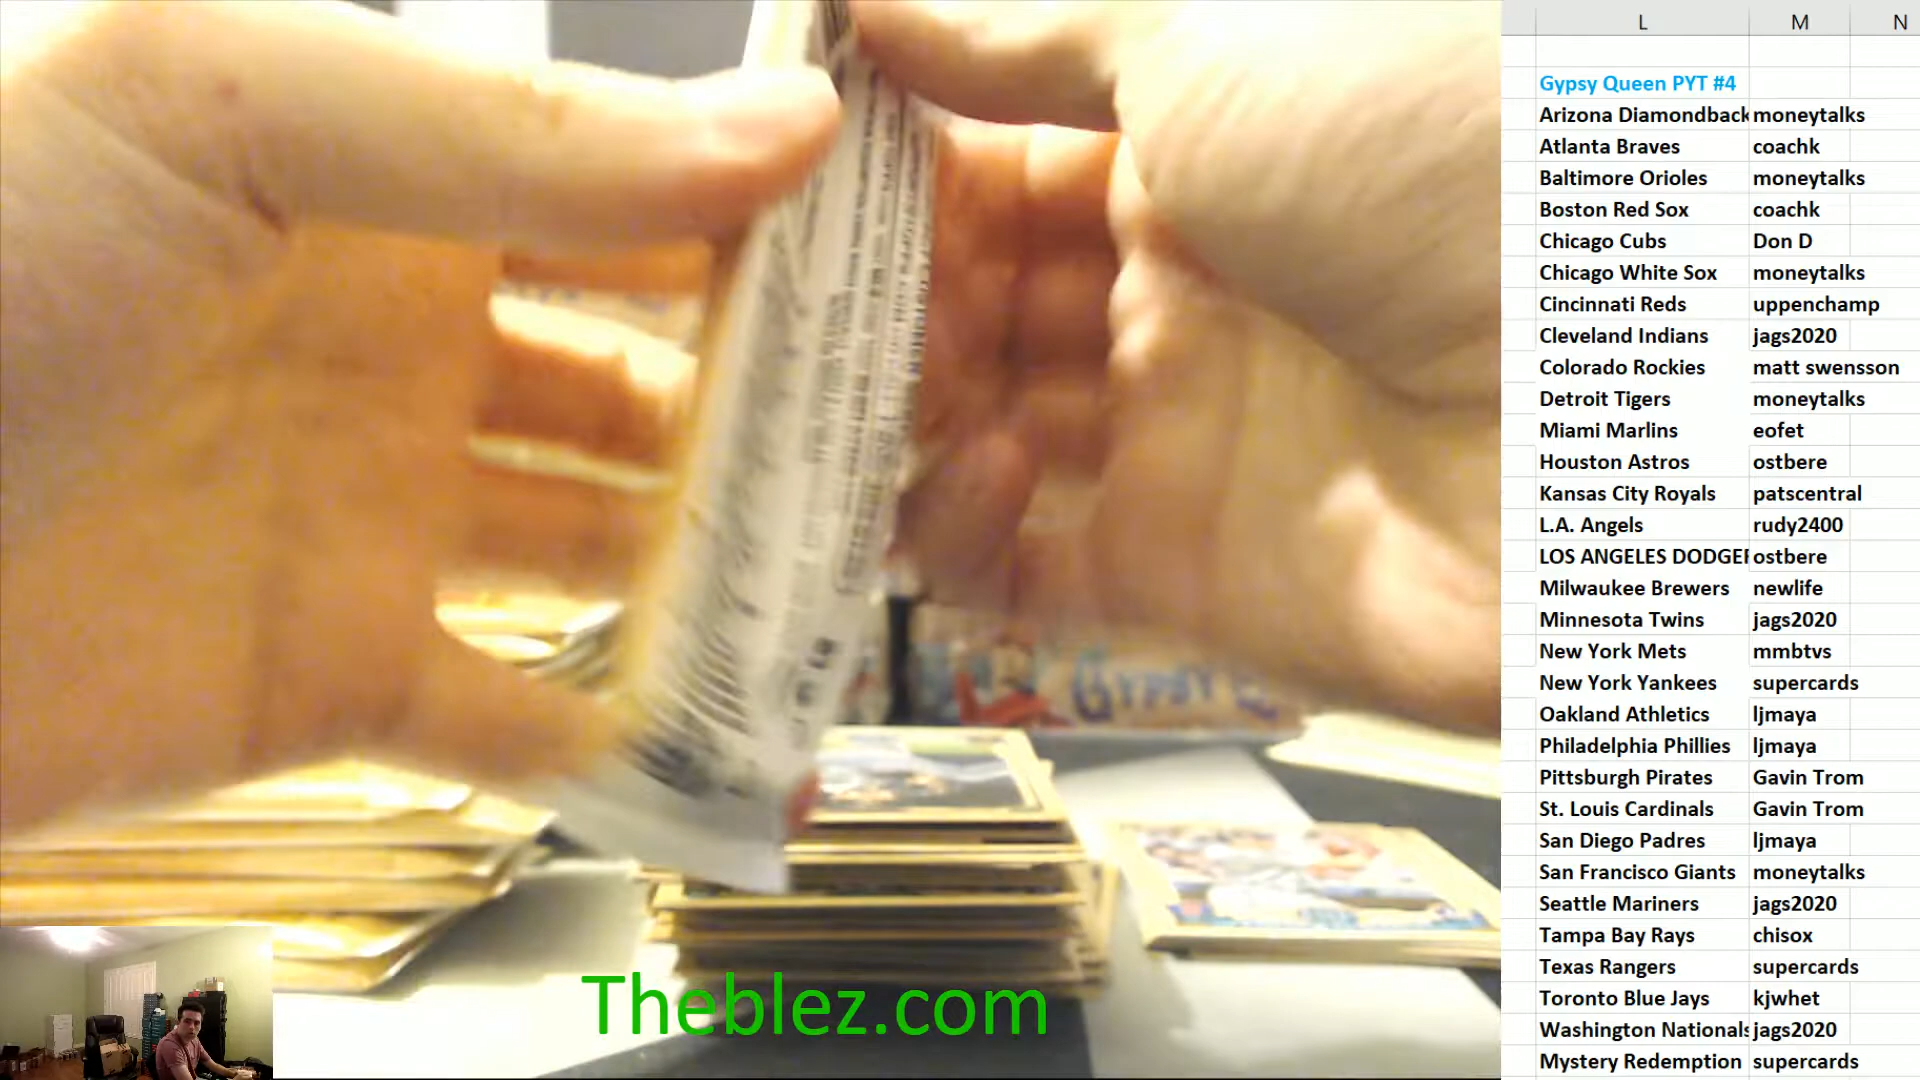 L M N
Gypsy Queen PYT #4
Arizona Diamondback moneytalks
Atlanta Braves coachk
Baltimore Orioles moneytalks
Boston Red Sox coachk
Chicago Cubs Don D
Chicago White Sox moneytalks
Cincinnati Reds uppenchamp
Cleveland Indians jags2020
Colorado Rockies matt swensson
Detroit Tigers moneytalks
Miami Marlins eofet
Houston Astros ostbere
Kansas City Royals patscentral
L.A. Angels rudy2400
LOS ANGELES DODGER ostbere
Milwaukee Brewers newlife
Minnesota Twins jags2020
New York Mets mmbtvs
New York Yankees supercards
Oakland Athletics ljmaya
Philadelphia Phillies ljmaya
Pittsburgh Pirates Gavin Trom
St. Louis Cardinals Gavin Trom
San Diego Padres ljmaya
San Francisco Giants moneytalks
Seattle Mariners jags2020
Tampa Bay Rays chisox
Texas Rangers supercards
Toronto Blue Jays kjwhet
Washington Nationals jags2020
Mystery Redemption supercards
GYPSY
Theblez.com